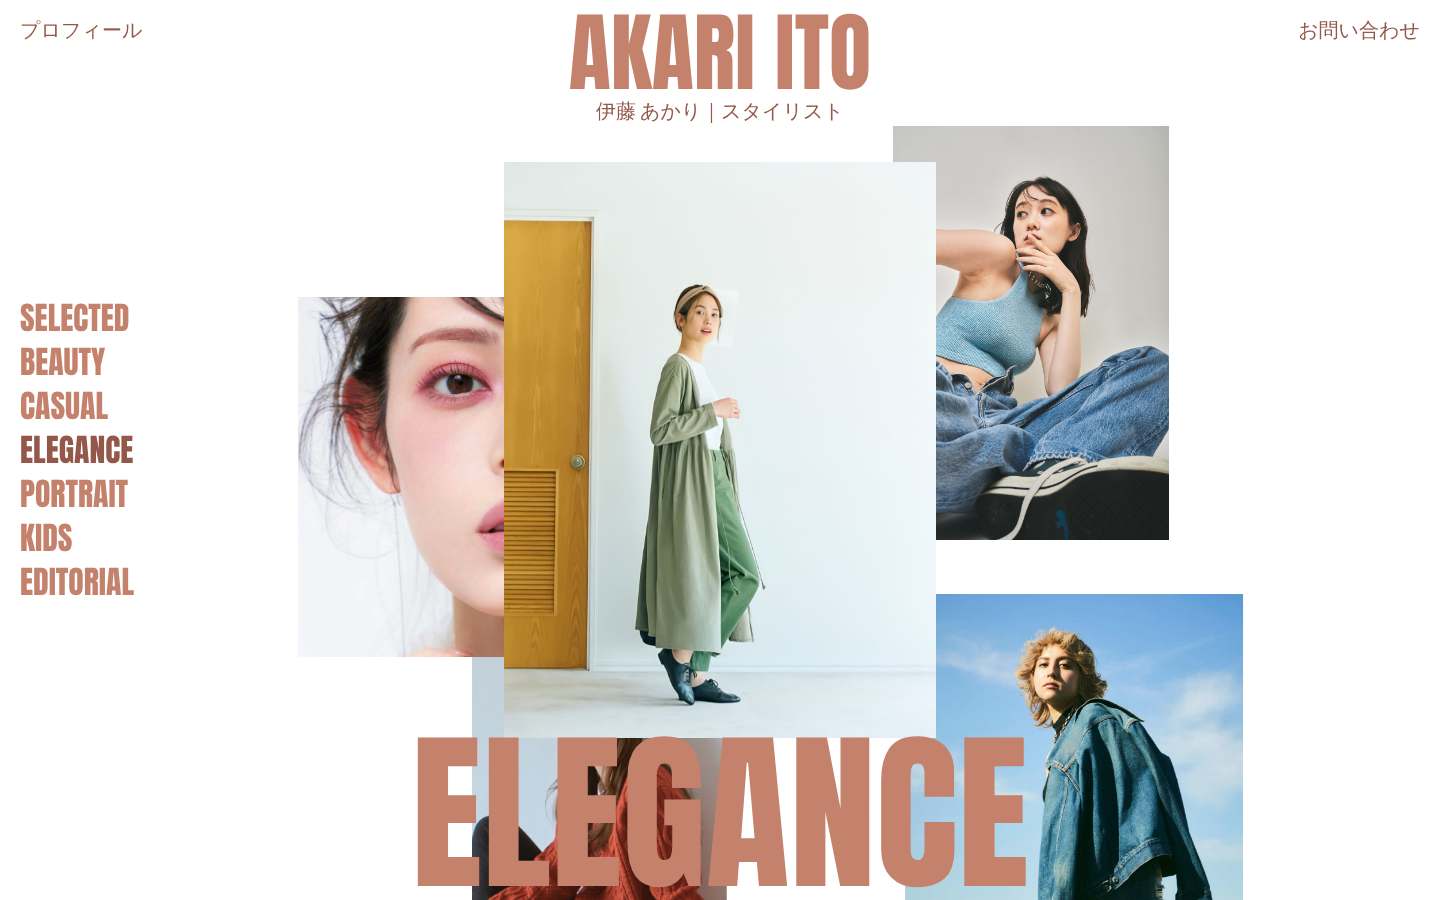 プロフィール
AKARI ITO
お問い合わせ
伊藤 あかり｜スタイリスト
SELECTED
BEAUTY
CASUAL
ELEGANCE
PORTRAIT
KIDS
EDITORIAL
ELEGANCE